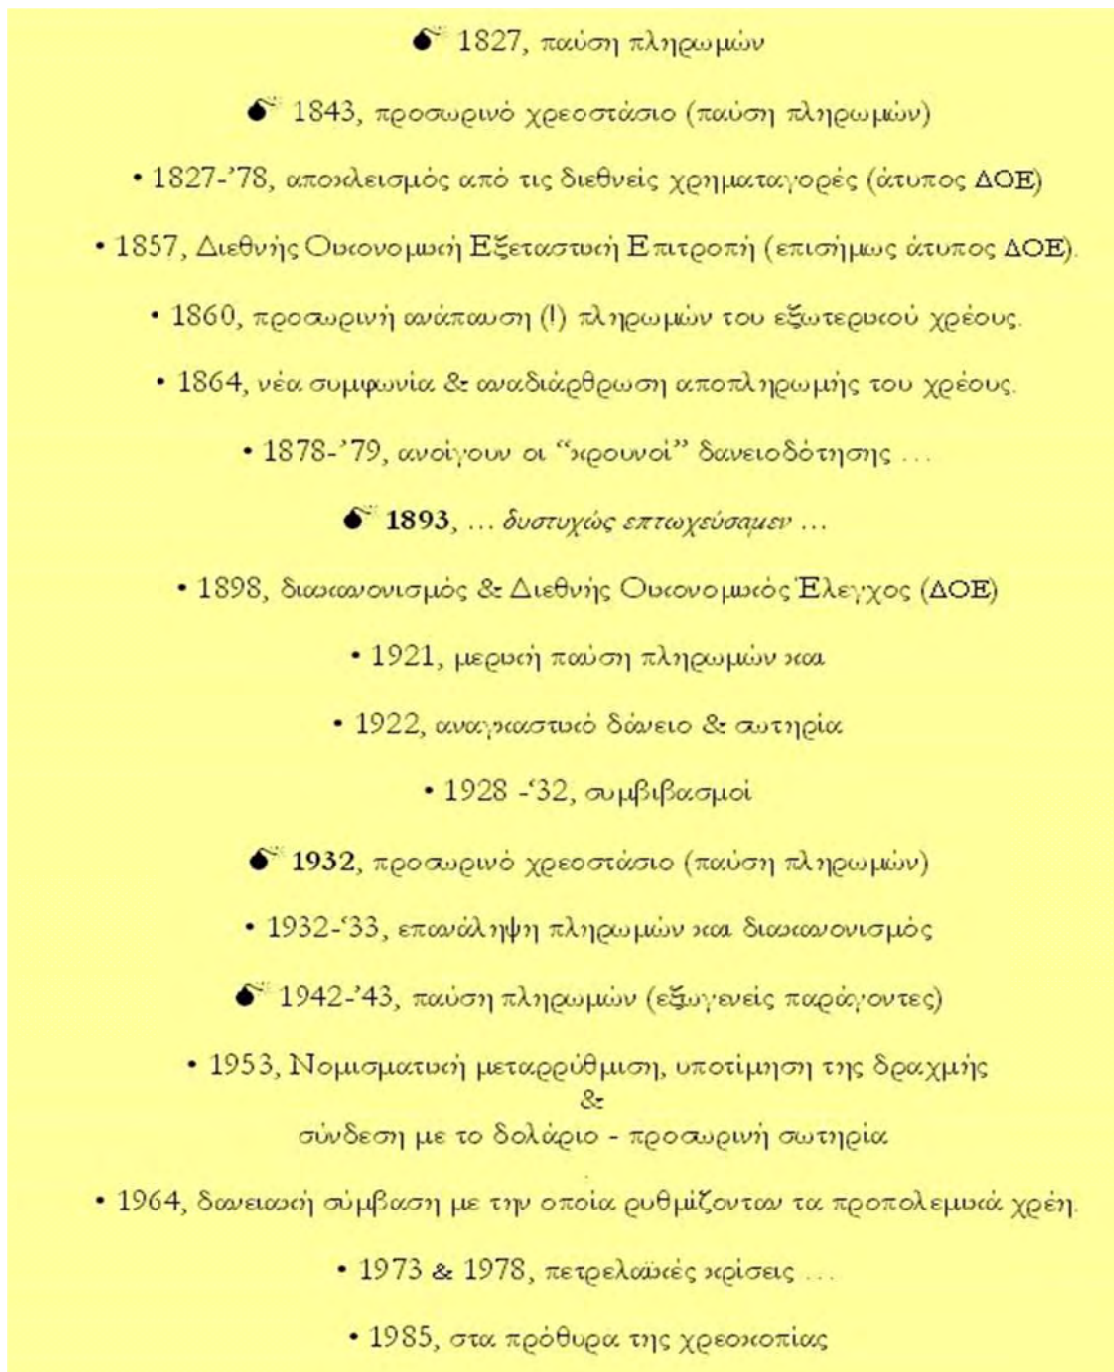 💣 1827, παύση πληρωμών
💣 1843, προσωρινό χρεοστάσιο (παύση πληρωμών)
• 1827-’78, αποκλεισμός από τις διεθνείς χρηματαγορές (άτυπος ΔΟΕ)
• 1857, Διεθνής Οικονομική Εξεταστική Επιτροπή (επισήμως άτυπος ΔΟΕ).
• 1860, προσωρινή ανάπαυση (!) πληρωμών του εξωτερικού χρέους.
• 1864, νέα συμφωνία & αναδιάρθρωση αποπληρωμής του χρέους.
• 1878-’79, ανοίγουν οι “κρουνοί” δανειοδότησης …
💣 1893, … δυστυχώς επτωχεύσαμεν …
• 1898, διακανονισμός & Διεθνής Οικονομικός Έλεγχος (ΔΟΕ)
• 1921, μερική παύση πληρωμών και
• 1922, αναγκαστικό δάνειο & σωτηρία
• 1928 -‘32, συμβιβασμοί
💣 1932, προσωρινό χρεοστάσιο (παύση πληρωμών)
• 1932-‘33, επανάληψη πληρωμών και διακανονισμός
💣 1942-’43, παύση πληρωμών (εξωγενείς παράγοντες)
• 1953, Νομισματική μεταρρύθμιση, υποτίμηση της δραχμής
&
σύνδεση με το δολάριο - προσωρινή σωτηρία
• 1964, δανειακή σύμβαση με την οποία ρυθμίζονταν τα προπολεμικά χρέη.
• 1973 & 1978, πετρελαϊκές κρίσεις …
• 1985, στα πρόθυρα της χρεοκοπίας